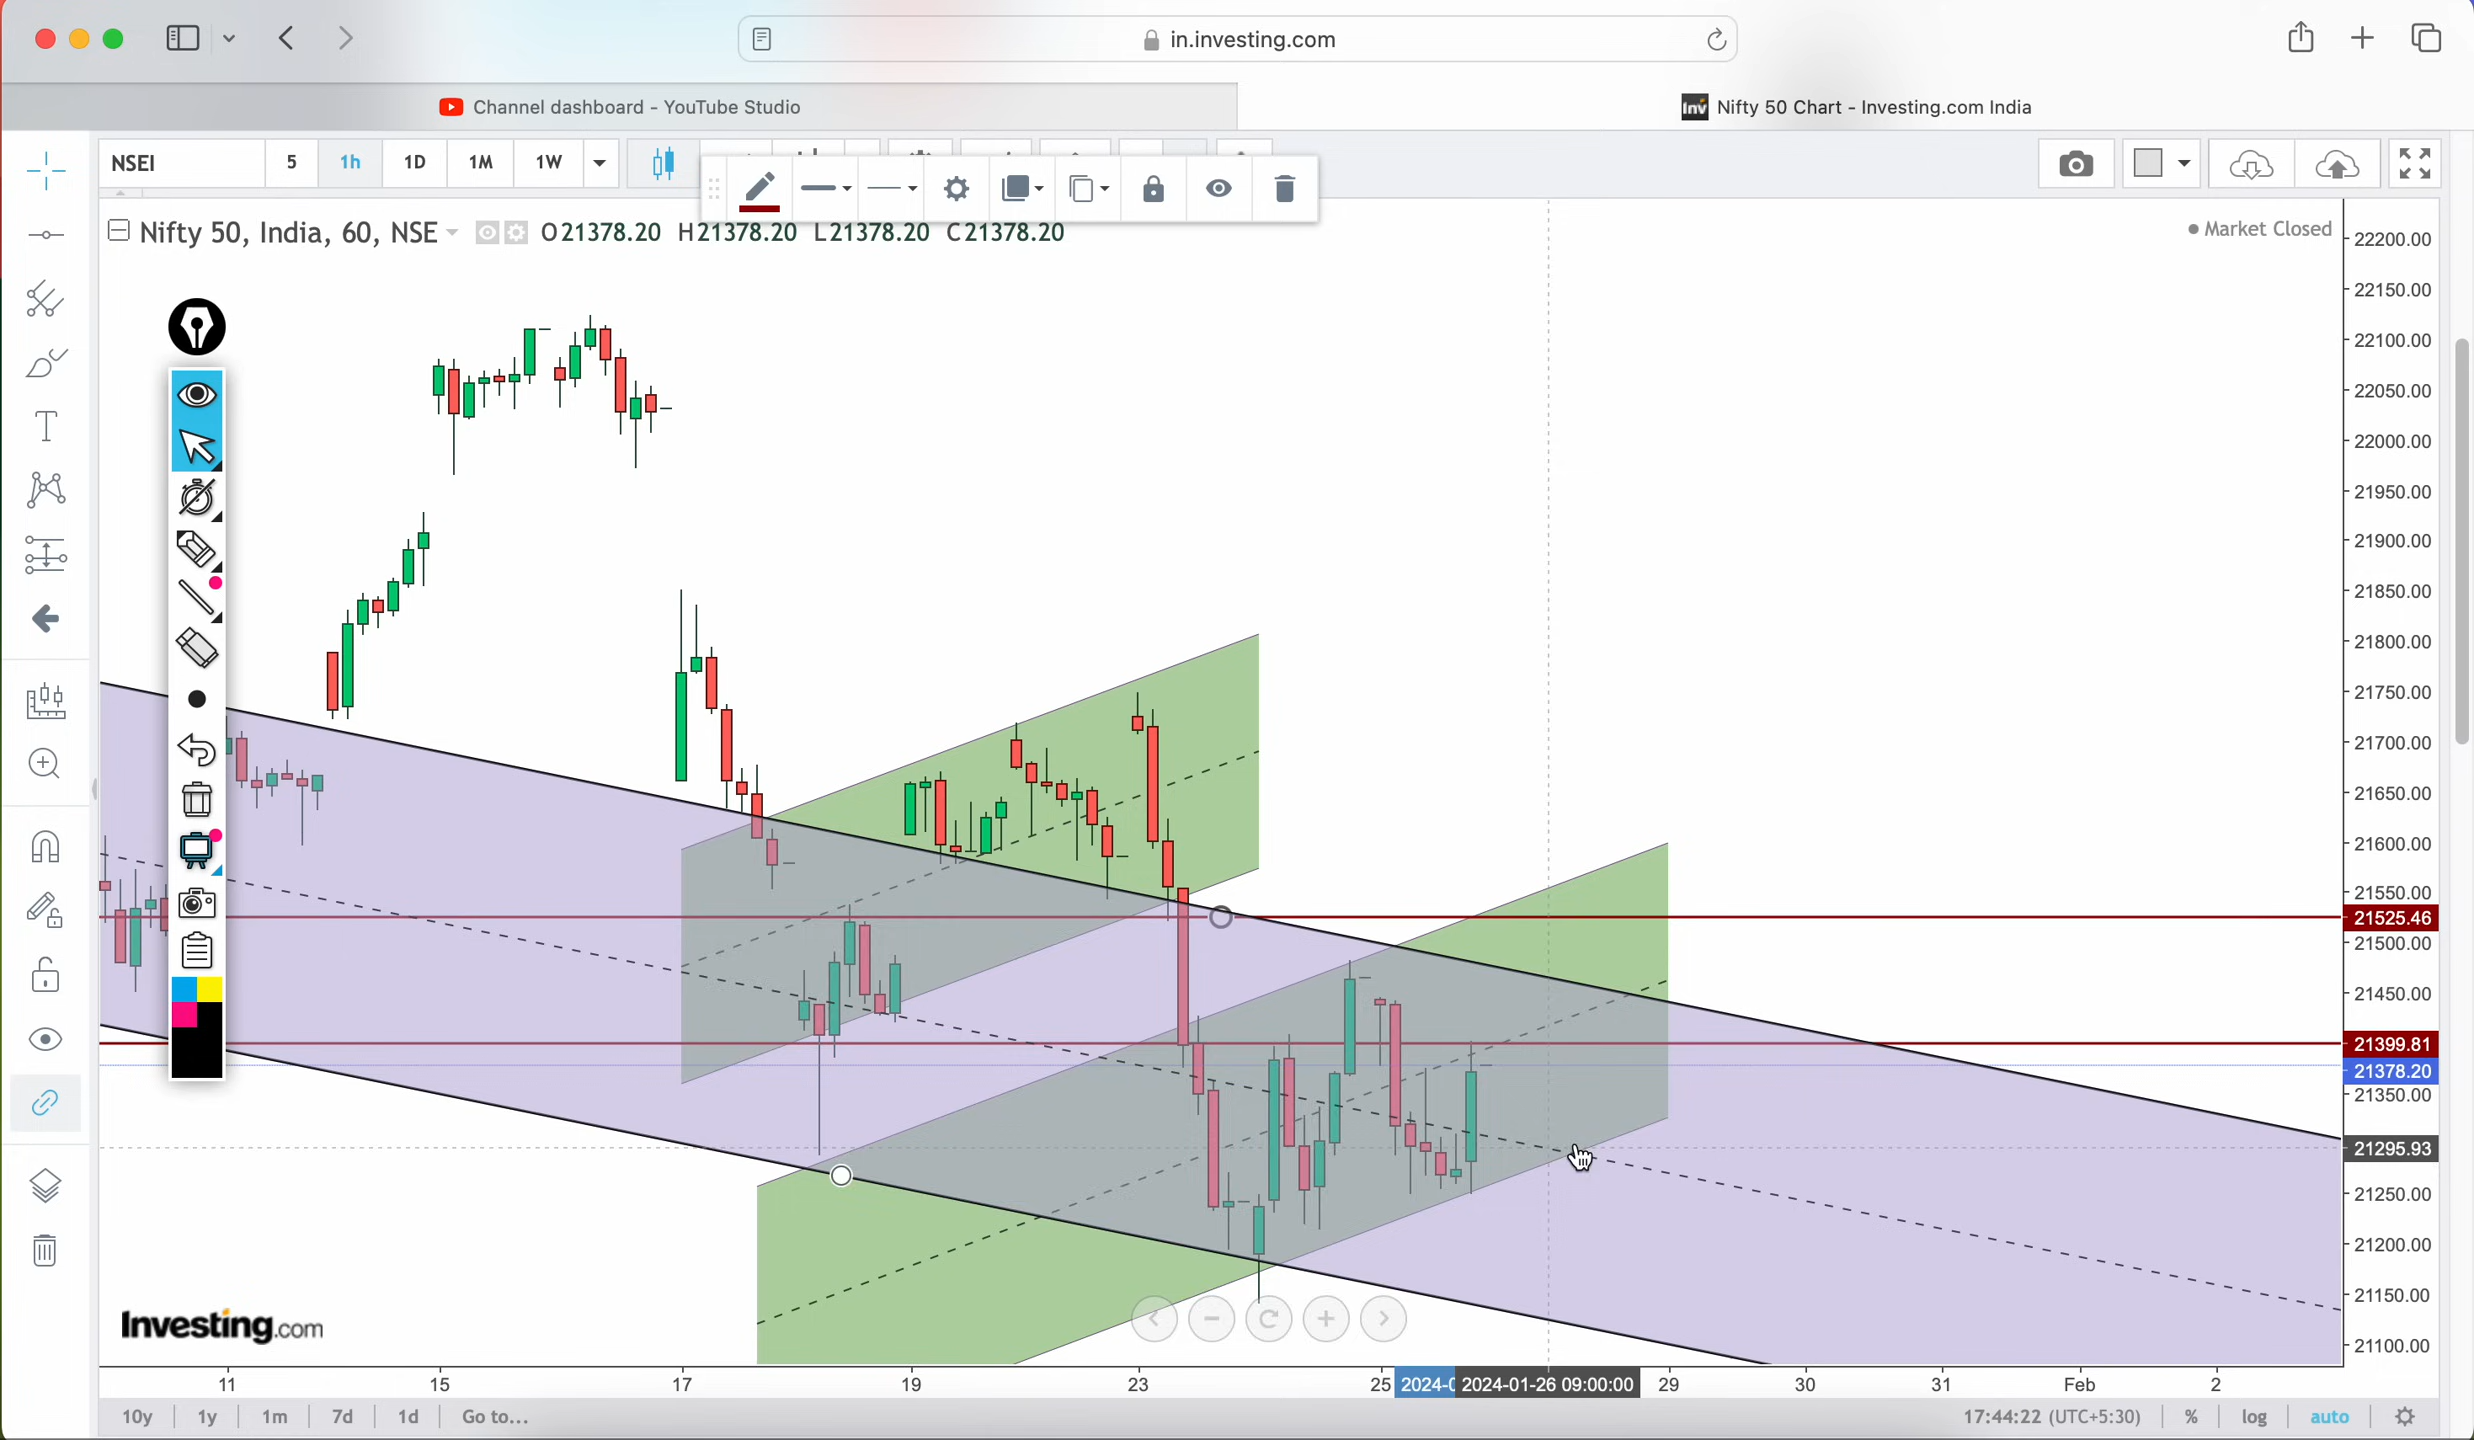 in.investing.com
Channel dashboard - YouTube Studio
Inv Nifty 50 Chart - Investing.com India
NSEI 5 1h 1D 1M 1W
Nifty 50, India, 60, NSE O21378.20 H21378.20 L21378.20 C21378.20
Market Closed
22200.00
22150.00
22100.00
22050.00
22000.00
21950.00
21900.00
21850.00
21800.00
21750.00
21700.00
21650.00
21600.00
21550.00
21525.46
21500.00
21450.00
21399.81
21378.20
21350.00
21295.93
21250.00
21200.00
21150.00
21100.00
Investing.com
11 15 17 19 23 25 2024-0 2024-01-26 09:00:00 29 30 31 Feb 2
10y 1y 1m 7d 1d Go to... 17:44:22 (UTC+5:30) % log auto